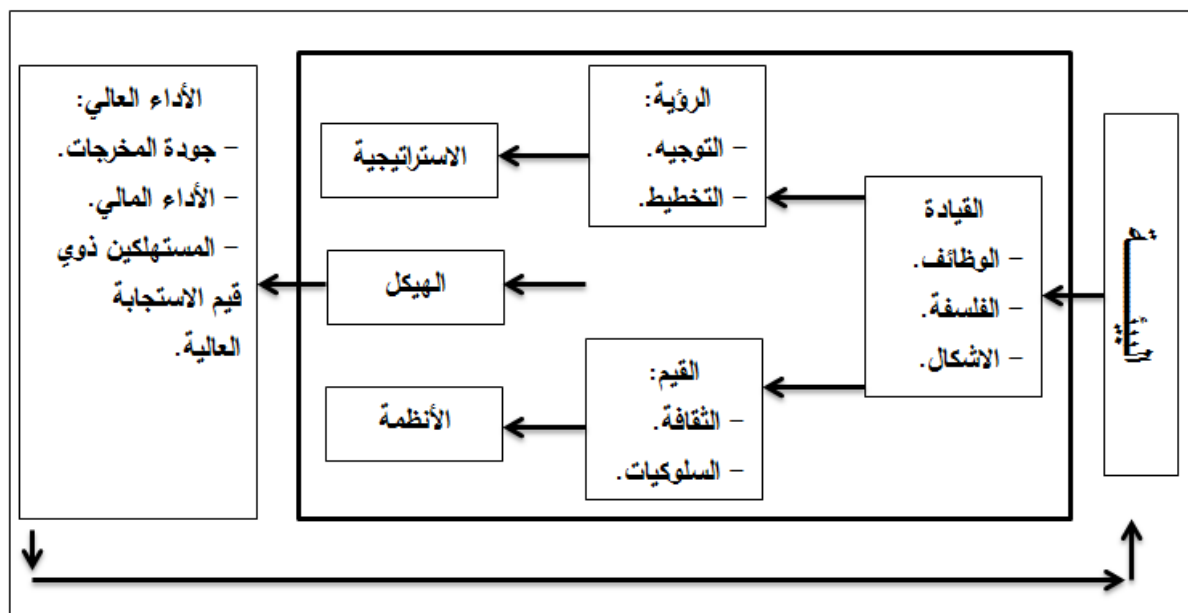 البيئـــــــة
القيادة
– الوظائف.
– الفلسفة.
– الاشكال.
الرؤية:
– التوجيه.
– التخطيط.
القيم:
– الثقافة.
– السلوكيات.
الاستراتيجية
الهيكل
الأنظمة
الأداء العالي:
– جودة المخرجات.
– الأداء المالي.
– المستهلكين ذوي
قيم الاستجابة
العالية.